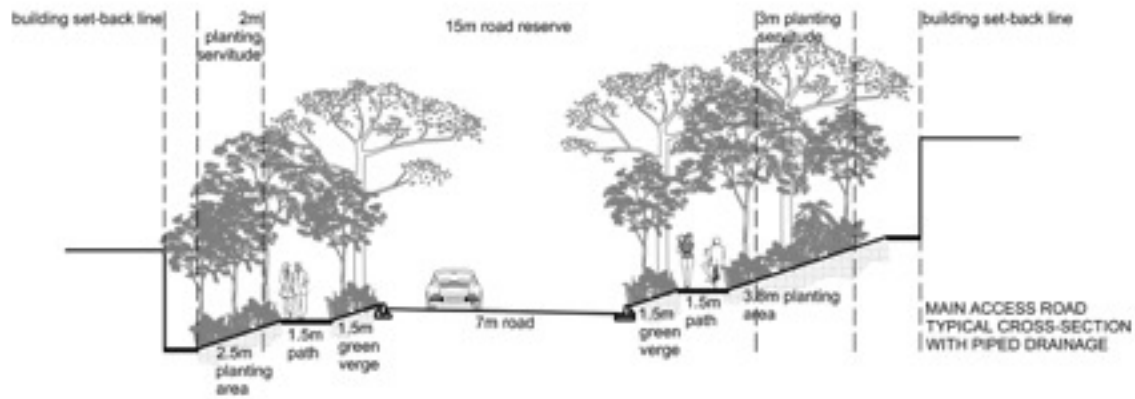 building set-back line
2m
planting
servitude
15m road reserve
3m planting
servitude
building set-back line
2.5m
planting
area
1.5m
path
1.5m
green
verge
7m road
1.5m
green
verge
1.5m
path
3.8m planting
area
MAIN ACCESS ROAD
TYPICAL CROSS-SECTION
WITH PIPED DRAINAGE